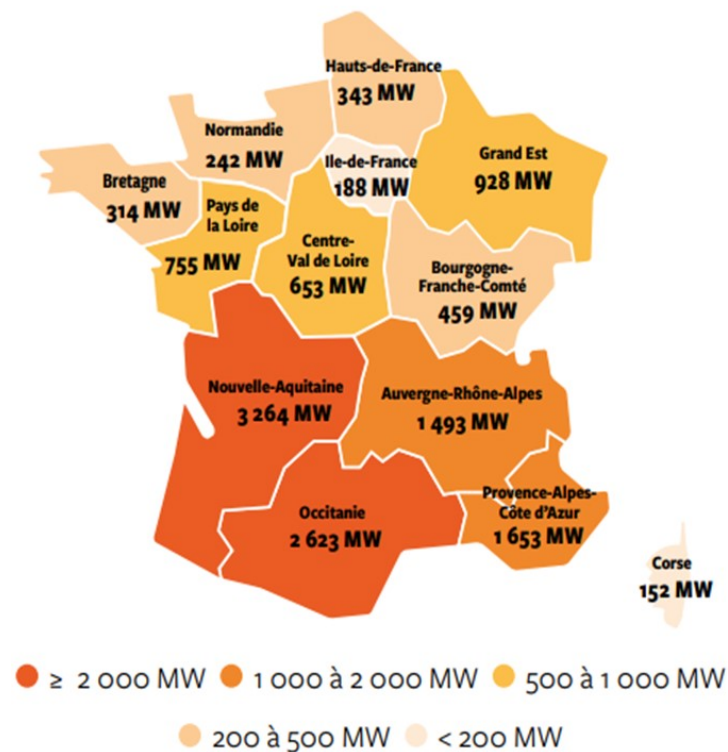 Hauts-de-France
343 MW
Normandie
242 MW
Ile-de-France
188 MW
Grand Est
928 MW
Bretagne
314 MW
Pays de
la Loire
755 MW
Centre-
Val de Loire
653 MW
Bourgogne-
Franche-Comté
459 MW
Nouvelle-Aquitaine
3 264 MW
Auvergne-Rhône-Alpes
1 493 MW
Occitanie
2 623 MW
Provence-Alpes-
Côte d'Azur
1 653 MW
Corse
152 MW
≥ 2 000 MW 1 000 à 2 000 MW 500 à 1 000 MW
200 à 500 MW < 200 MW